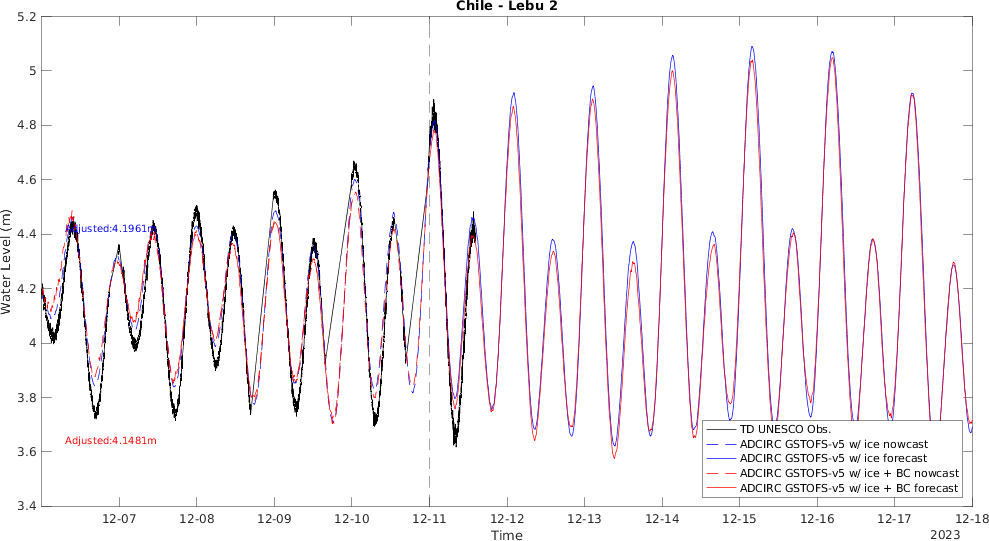 Chile - Lebu 2
5.2
5
4.8
4.6
4.4
4.2
4
3.8
3.6
3.4
Water Level (m)
Adjusted:4.1961m
Adjusted:4.1481m
TD UNESCO Obs.
ADCIRC GSTOFS-v5 w/ ice nowcast
ADCIRC GSTOFS-v5 w/ ice forecast
ADCIRC GSTOFS-v5 w/ ice + BC nowcast
ADCIRC GSTOFS-v5 w/ ice + BC forecast
12-07 12-08 12-09 12-10 12-11 12-12 12-13 12-14 12-15 12-16 12-17 12-18
Time
2023